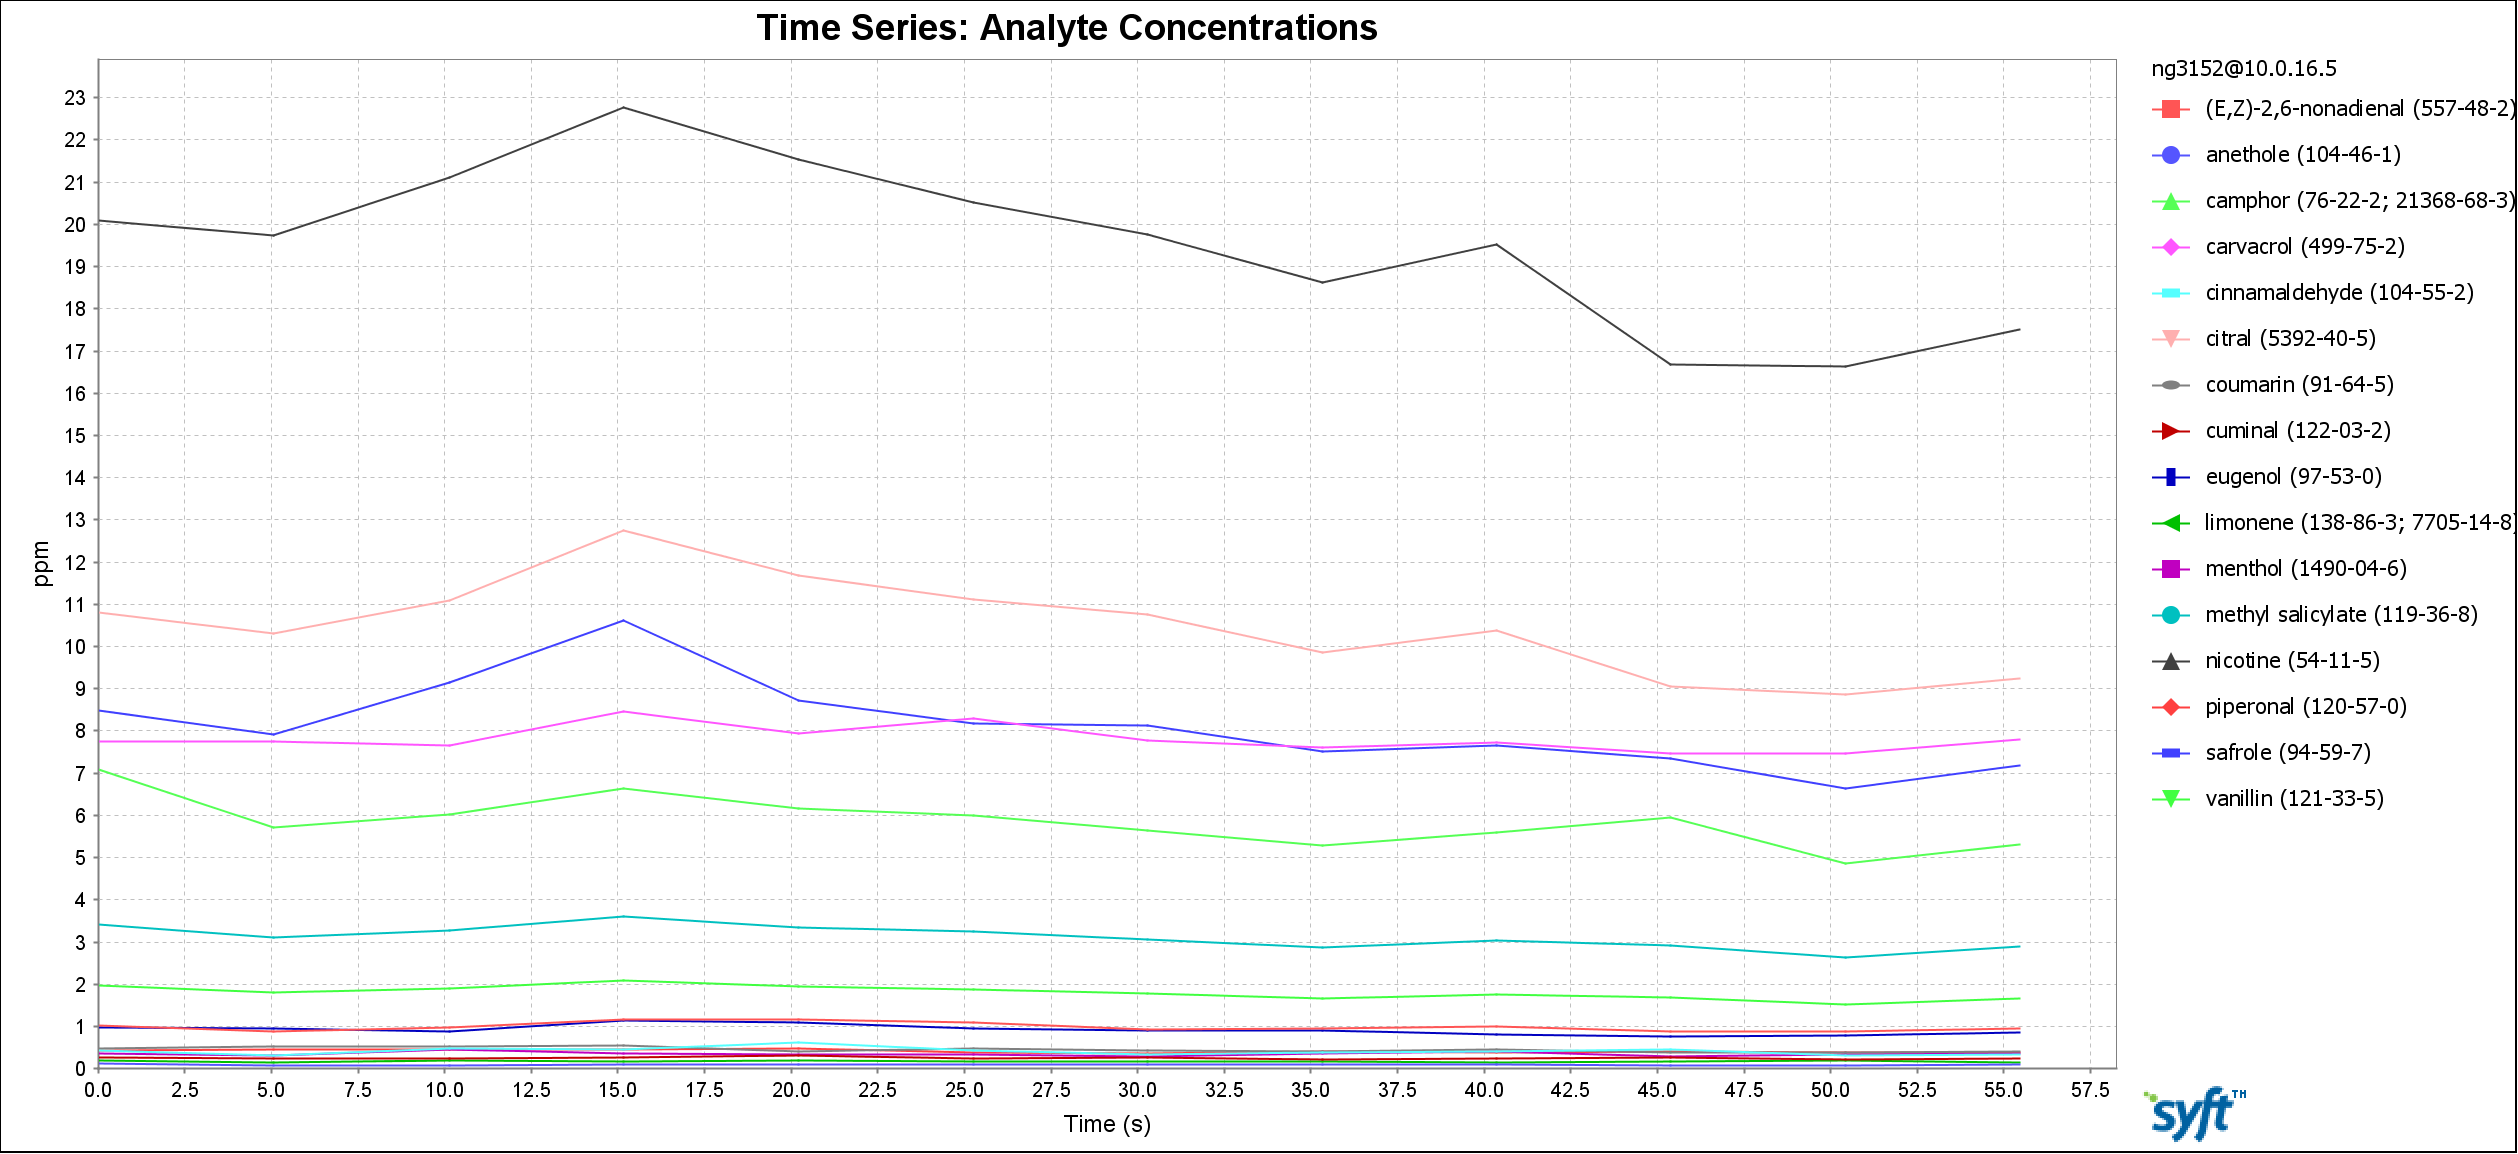 Time Series: Analyte Concentrations
ng3152@10.0.16.5
(E,Z)-2,6-nonadienal (557-48-2)
anethole (104-46-1)
camphor (76-22-2; 21368-68-3)
carvacrol (499-75-2)
cinnamaldehyde (104-55-2)
citral (5392-40-5)
coumarin (91-64-5)
cuminal (122-03-2)
eugenol (97-53-0)
limonene (138-86-3; 7705-14-8)
menthol (1490-04-6)
methyl salicylate (119-36-8)
nicotine (54-11-5)
piperonal (120-57-0)
safrole (94-59-7)
vanillin (121-33-5)
23
22
21
20
19
18
17
16
15
14
13
12
11
10
9
8
7
6
5
4
3
2
1
0
ppm
0.0 2.5 5.0 7.5 10.0 12.5 15.0 17.5 20.0 22.5 25.0 27.5 30.0 32.5 35.0 37.5 40.0 42.5 45.0 47.5 50.0 52.5 55.0 57.5
Time (s)
syft™